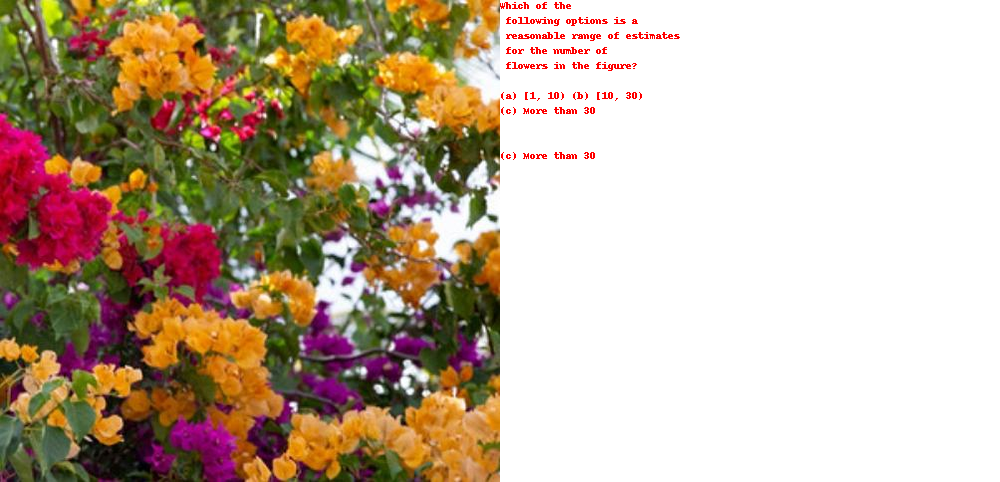 Which of the
following options is a
reasonable range of estimates
for the number of
flowers in the figure?
(a) [1, 10) (b) [10, 30)
(c) More than 30
(c) More than 30